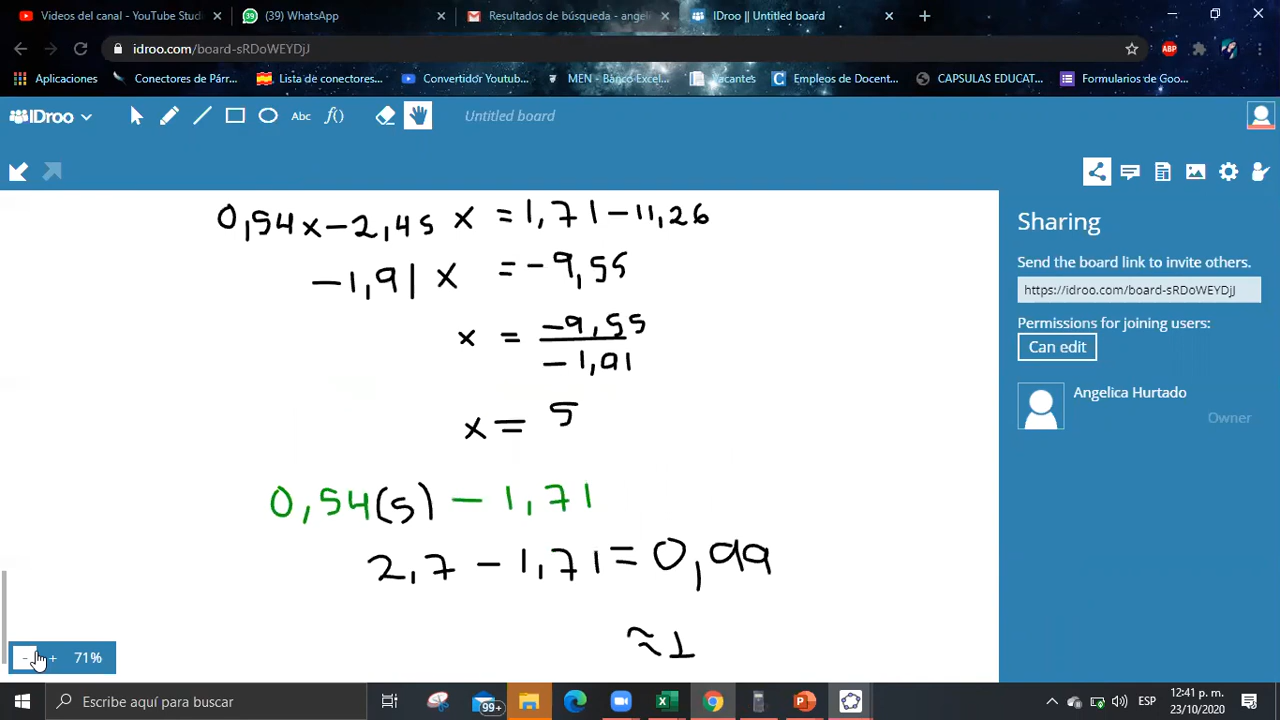 Videos del canal - YouTube Stud
(39) WhatsApp
Resultados de búsqueda - angel
IDroo || Untitled board
idroo.com/board-sRDoWEYDjJ
ABP
Aplicaciones
Conectores de Párr...
Lista de conectores...
Convertidor Youtub...
MEN - Banco Excel...
Vacantes
Empleos de Docent...
CAPSULAS EDUCAT...
Formularios de Goo...
IDroo
Abc
f()
Untitled board
0,54x-2,45 x = 1,71-11,26
-1,91 x = -9,55
x = -9,55
-1,91
x = 5
0,54(5) - 1,71
2,7 - 1,71 = 0,99
≈1
Sharing
Send the board link to invite others.
https://idroo.com/board-sRDoWEYDjJ
Permissions for joining users:
Can edit
Angelica Hurtado
Owner
- + 71%
Escribe aquí para buscar
99+
ESP
12:41 p. m.
23/10/2020